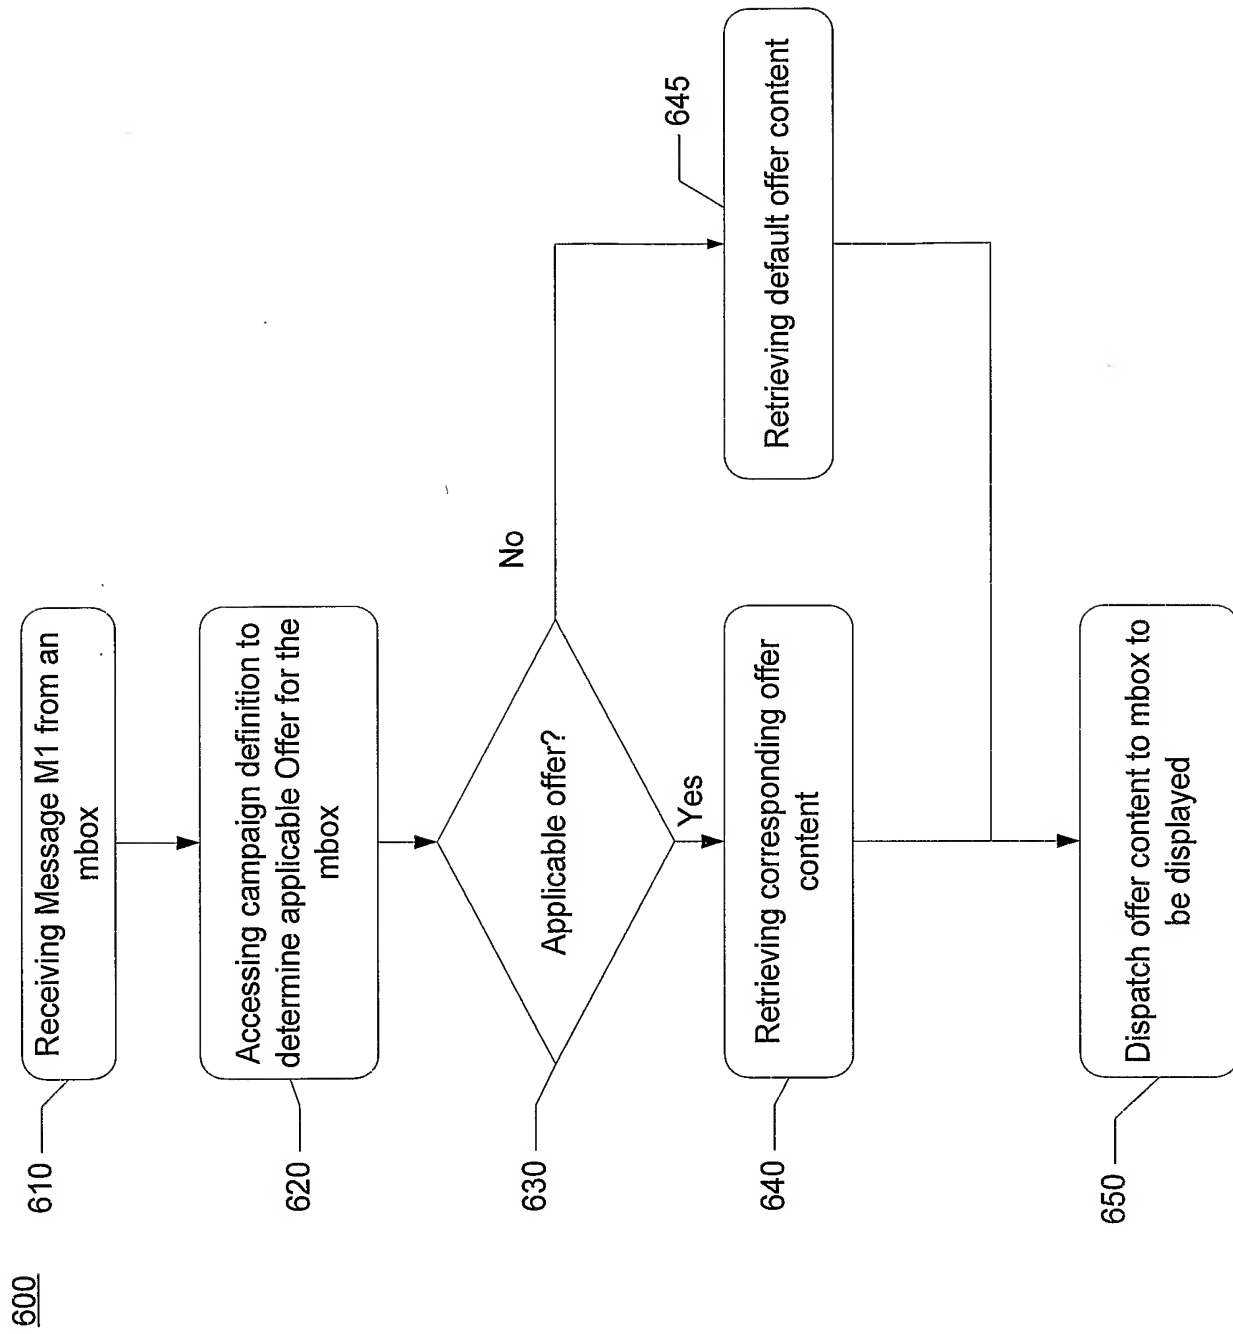 600
610
Receiving Message M1 from an
mbox
620
Accessing campaign definition to
determine applicable Offer for the
mbox
630
Applicable offer?
No
Yes
640
Retrieving corresponding offer
content
645
Retrieving default offer content
650
Dispatch offer content to mbox to
be displayed